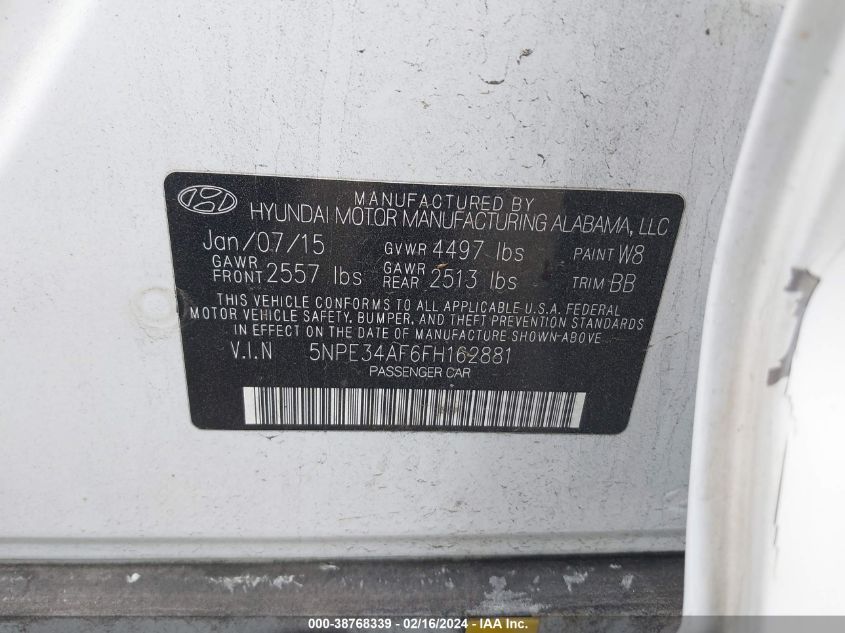 MANUFACTURED BY
HYUNDAI MOTOR MANUFACTURING ALABAMA, LLC
Jan/07/15 GVWR 4497 lbs PAINT W8
GAWR FRONT 2557 lbs GAWR REAR 2513 lbs TRIM BB
THIS VEHICLE CONFORMS TO ALL APPLICABLE U.S.A. FEDERAL
MOTOR VEHICLE SAFETY, BUMPER, AND THEFT PREVENTION STANDARDS
IN EFFECT ON THE DATE OF MANUFACTURE SHOWN-ABOVE.
V.I.N 5NPE34AF6FH162881
PASSENGER CAR
000-38768339 / 02/16/2024 - IAA Inc.